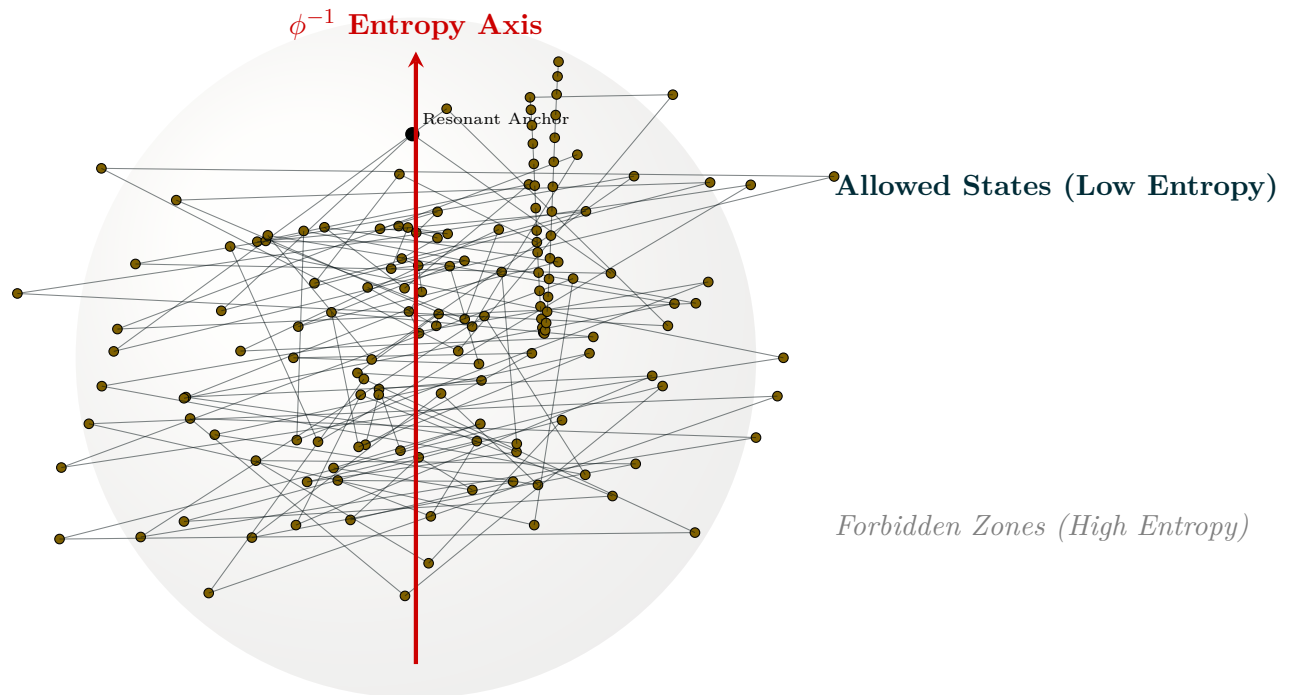 ϕ⁻¹ Entropy Axis
Resonant Anchor
Allowed States (Low Entropy)
Forbidden Zones (High Entropy)